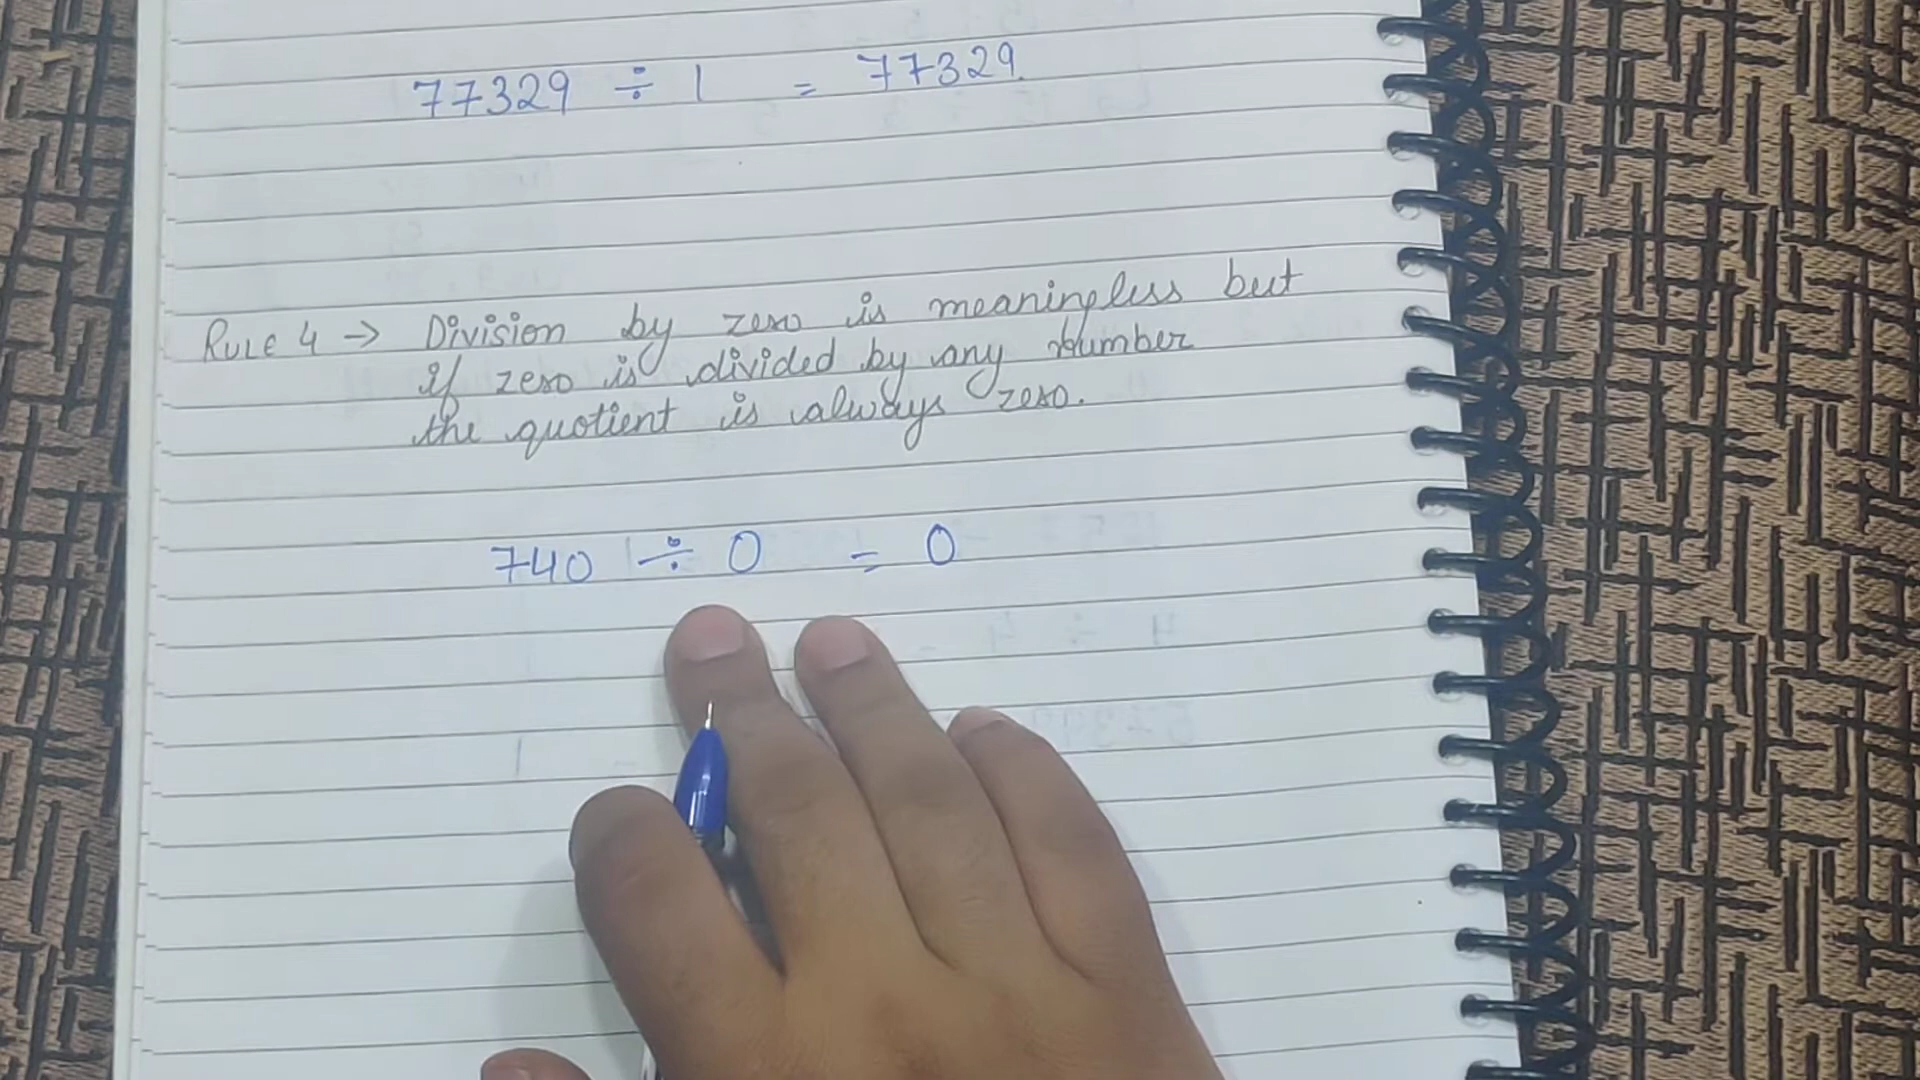 77329 ÷ 1 = 77329.
Rule 4 → Division by zero is meaningless but
if zero is divided by any number
the quotient is always zero.
740 ÷ 0 = 0